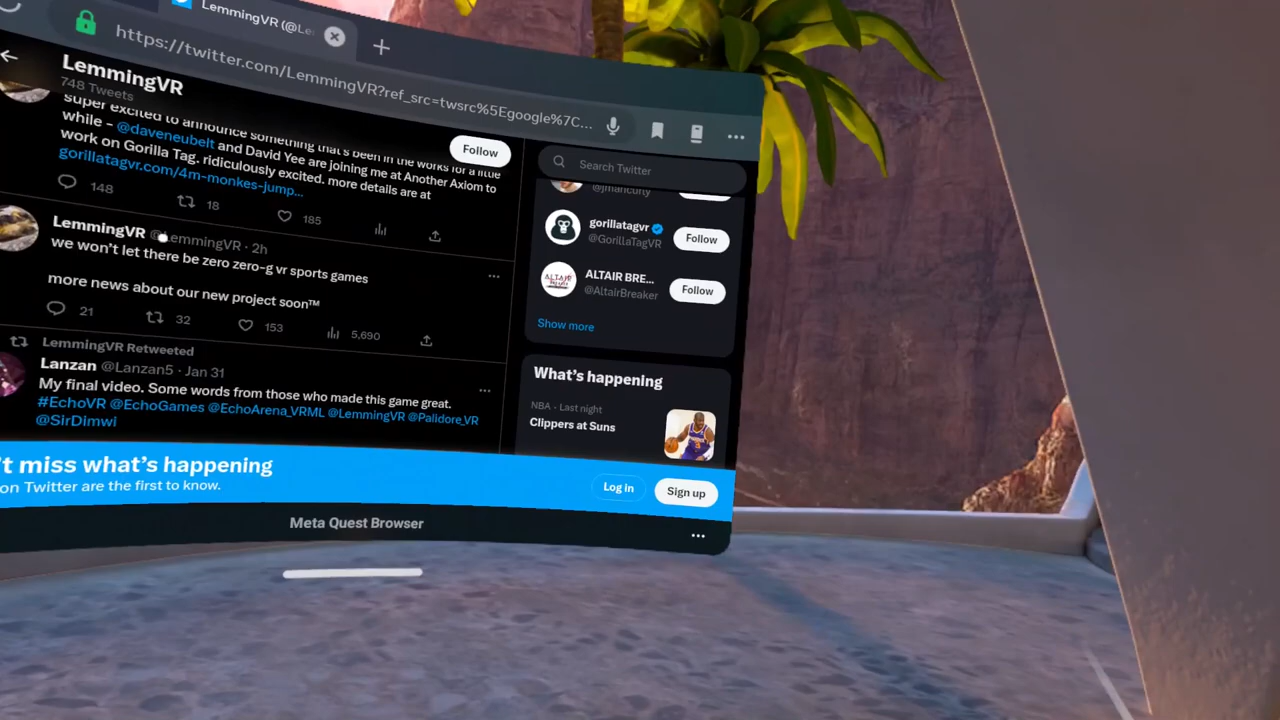 LemmingVR (@Le
https://twitter.com/LemmingVR?ref_src=twsrc%5Egoogle%7C...
LemmingVR
748 Tweets
super excited to announce something that's been in the works for a little
while - @daveneubelt and David Yee are joining me at Another Axiom to
work on Gorilla Tag. ridiculously excited. more details are at
gorillatagvr.com/4m-monkes-jump...
148 18 185
Follow
LemmingVR @LemmingVR · 2h
we won't let there be zero zero-g vr sports games
more news about our new project soon™
21 32 153 5,690
LemmingVR Retweeted
Lanzan @Lanzan5 · Jan 31
My final video. Some words from those who made this game great.
#EchoVR @EchoGames @EchoArena_VRML @LemmingVR @Palidore_VR
@SirDimwi
Search Twitter
@jmancurly
gorillatagvr
@GorillaTagVR
Follow
ALTAIR BRE...
@AltairBreaker
Follow
Show more
What's happening
NBA · Last night
Clippers at Suns
't miss what's happening
on Twitter are the first to know.
Log in
Sign up
Meta Quest Browser